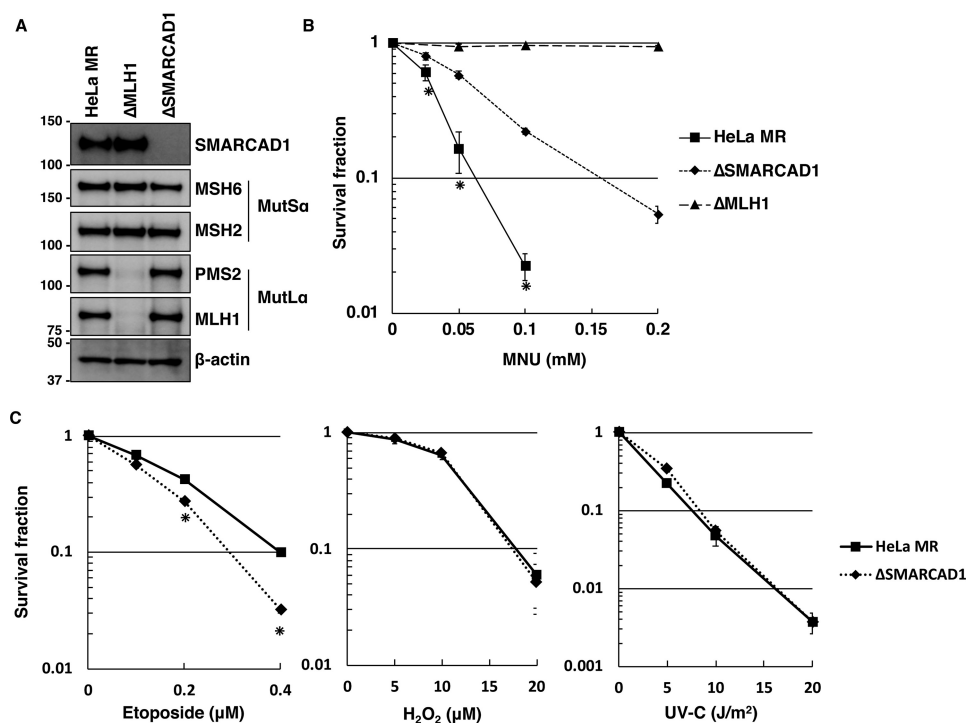 A
HeLa MR
ΔMLH1
ΔSMARCAD1
150
100
SMARCAD1
150
MSH6
MutSα
100
MSH2
100
PMS2
MutLα
75
MLH1
50
37
β-actin
B
Survival fraction
1
0.1
0.01
0
0.05
0.1
0.15
0.2
MNU (mM)
HeLa MR
ΔSMARCAD1
ΔMLH1
*
*
*
C
Survival fraction
1
0.1
0.01
0
0.2
0.4
Etoposide (μM)
*
*
1
0.1
0.01
0
5
10
20
H₂O₂ (μM)
1
0.1
0.01
0.001
0
5
10
20
UV-C (J/m²)
HeLa MR
ΔSMARCAD1